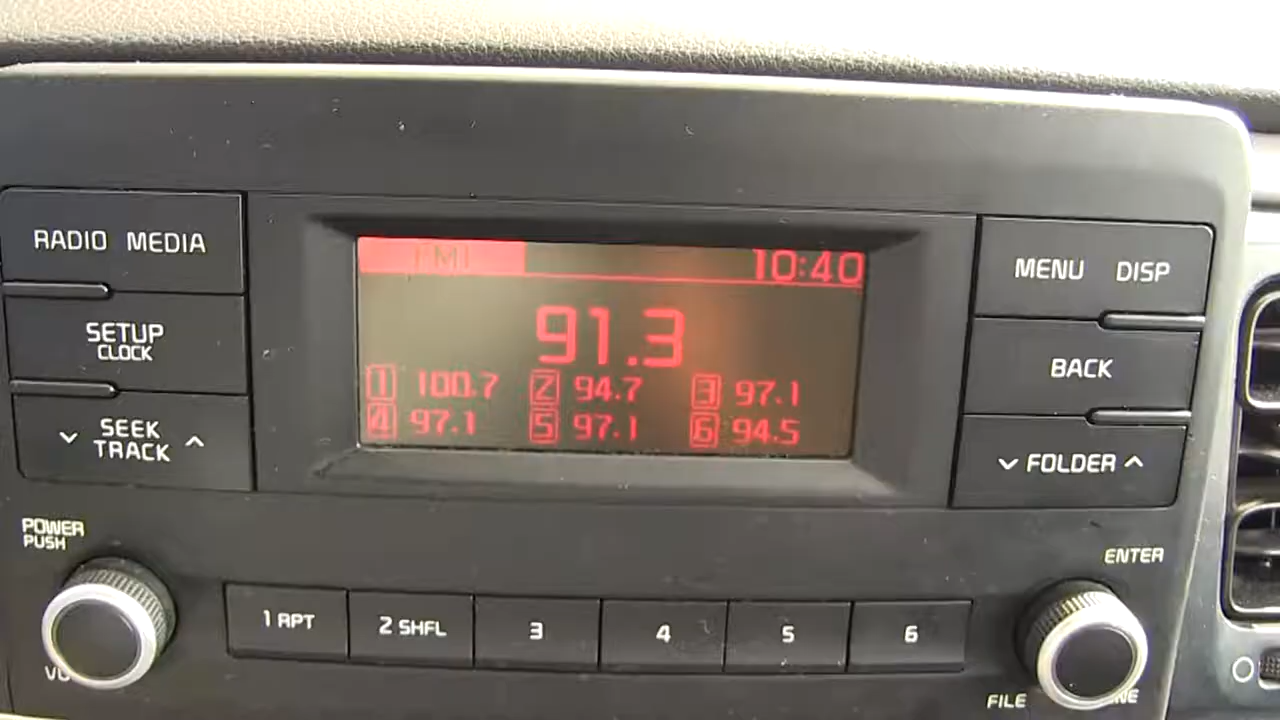 RADIO MEDIA
SETUP
CLOCK
SEEK
TRACK
FM1
10:40
91.3
1 100.7 2 94.7 3 97.1
4 97.1 5 97.1 6 94.5
MENU DISP
BACK
FOLDER
POWER
PUSH
1 RPT
2 SHFL
3
4
5
6
ENTER
FILE